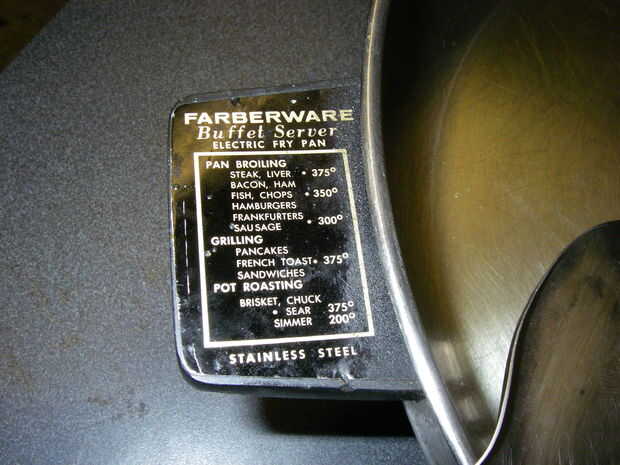 FARBERWARE
Buffet Server
ELECTRIC FRY PAN
PAN BROILING
STEAK, LIVER • 375°
BACON, HAM
FISH, CHOPS • 350°
HAMBURGERS
FRANKFURTERS
SAUSAGE • 300°
GRILLING
PANCAKES
FRENCH TOAST • 375°
SANDWICHES
POT ROASTING
BRISKET, CHUCK
• SEAR 375°
SIMMER 200°
STAINLESS STEEL